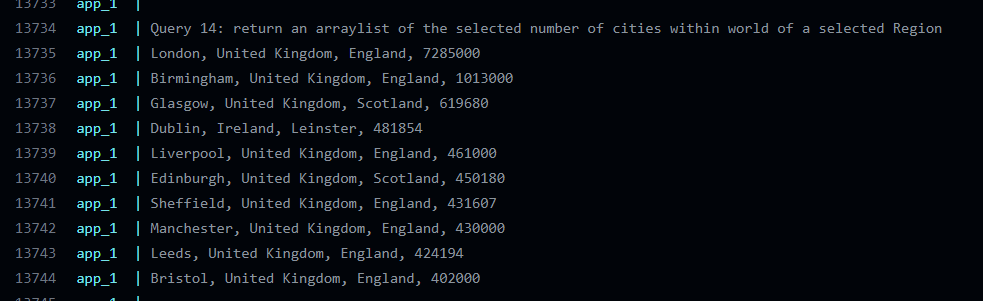 13733 app_1 |
13734 app_1 | Query 14: return an arraylist of the selected number of cities within world of a selected Region
13735 app_1 | London, United Kingdom, England, 7285000
13736 app_1 | Birmingham, United Kingdom, England, 1013000
13737 app_1 | Glasgow, United Kingdom, Scotland, 619680
13738 app_1 | Dublin, Ireland, Leinster, 481854
13739 app_1 | Liverpool, United Kingdom, England, 461000
13740 app_1 | Edinburgh, United Kingdom, Scotland, 450180
13741 app_1 | Sheffield, United Kingdom, England, 431607
13742 app_1 | Manchester, United Kingdom, England, 430000
13743 app_1 | Leeds, United Kingdom, England, 424194
13744 app_1 | Bristol, United Kingdom, England, 402000
13745 app_1 |